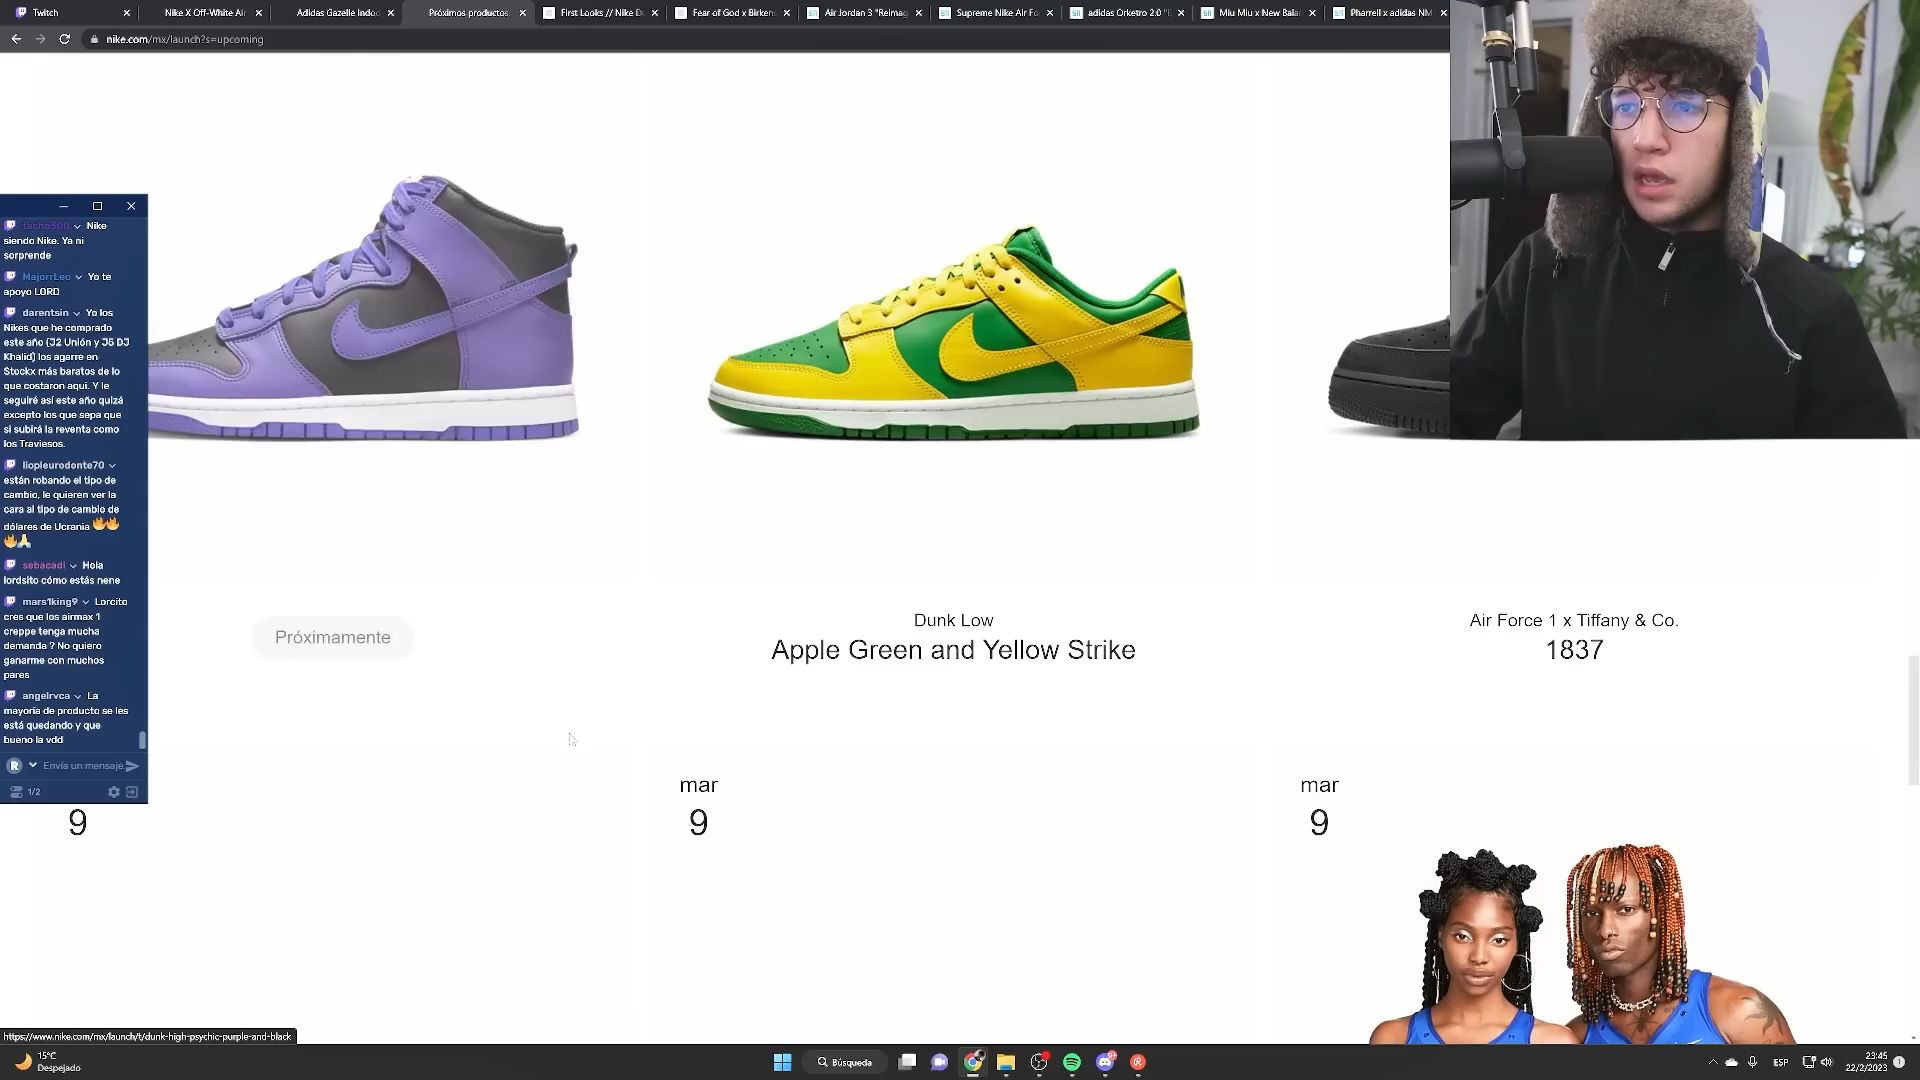 Twitch
Nike X Off-White Air
Adidas Gazelle Indoo
Próximos productos.
First Looks // Nike D
Fear of God x Birken
Air Jordan 3 "Reimag
Supreme Nike Air Fo
adidas Orketro 2.0 "E
Miu Miu x New Balan
Pharrell x adidas NM
nike.com/mx/launch?s=upcoming
tacho300 Nike
siendo Nike. Ya ni
sorprende
MajorrLeo Yo te
apoyo LORD
darentsin Yo los
Nikes que he comprado
este año (J2 Unión y J5 DJ
Khalid) los agarre en
Stockx más baratos de lo
que costaron aqui. Y le
seguiré así este año quizá
excepto los que sepa que
si subirá la reventa como
los Traviesos.
liopleurodonte70
están robando el tipo de
cambio, le quieren ver la
cara al tipo de cambio de
dólares de Ucrania 🔥🔥
🔥🙏
sebacadi Hola
lordsito cómo estás nene
mars1king9 Lorcito
cres que los airmax 1
creppe tenga mucha
demanda ? No quiero
ganarme con muchos
pares
angelrvca La
mayoría de producto se les
está quedando y que
bueno la vdd
R Envía un mensaje
1/2
Próximamente
Dunk Low
Apple Green and Yellow Strike
Air Force 1 x Tiffany & Co.
1837
9
mar
9
mar
9
https://www.nike.com/mx/launch/t/dunk-high-psychic-purple-and-black
15°C
Despejado
Búsqueda
ESP
23:45
22/2/2023